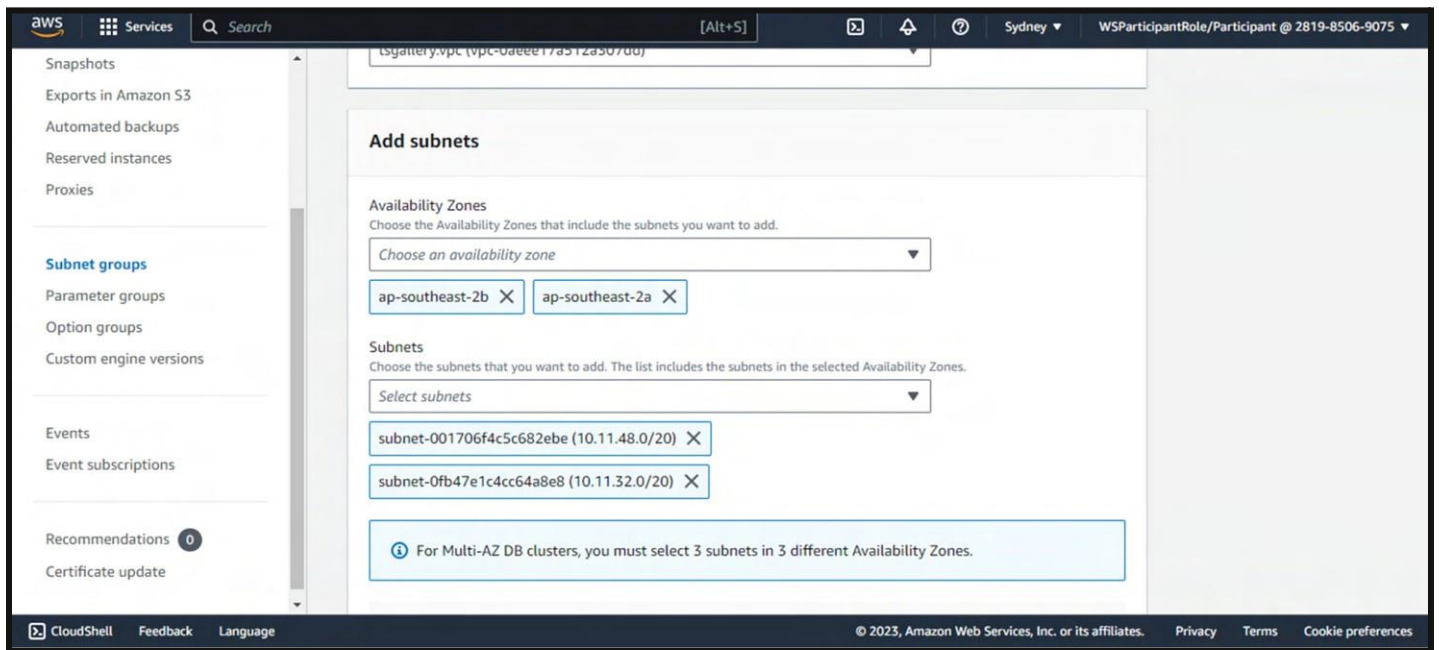 aws Services Search [Alt+S] Sydney WSParticipantRole/Participant @ 2819-8506-9075
tsgallery.vpc (vpc-0aeee17a512a307dd)
Snapshots
Exports in Amazon S3
Automated backups
Reserved instances
Proxies
Subnet groups
Parameter groups
Option groups
Custom engine versions
Events
Event subscriptions
Recommendations 0
Certificate update
Add subnets
Availability Zones
Choose the Availability Zones that include the subnets you want to add.
Choose an availability zone
ap-southeast-2b ap-southeast-2a
Subnets
Choose the subnets that you want to add. The list includes the subnets in the selected Availability Zones.
Select subnets
subnet-001706f4c5c682ebe (10.11.48.0/20)
subnet-0fb47e1c4cc64a8e8 (10.11.32.0/20)
For Multi-AZ DB clusters, you must select 3 subnets in 3 different Availability Zones.
CloudShell Feedback Language © 2023, Amazon Web Services, Inc. or its affiliates. Privacy Terms Cookie preferences